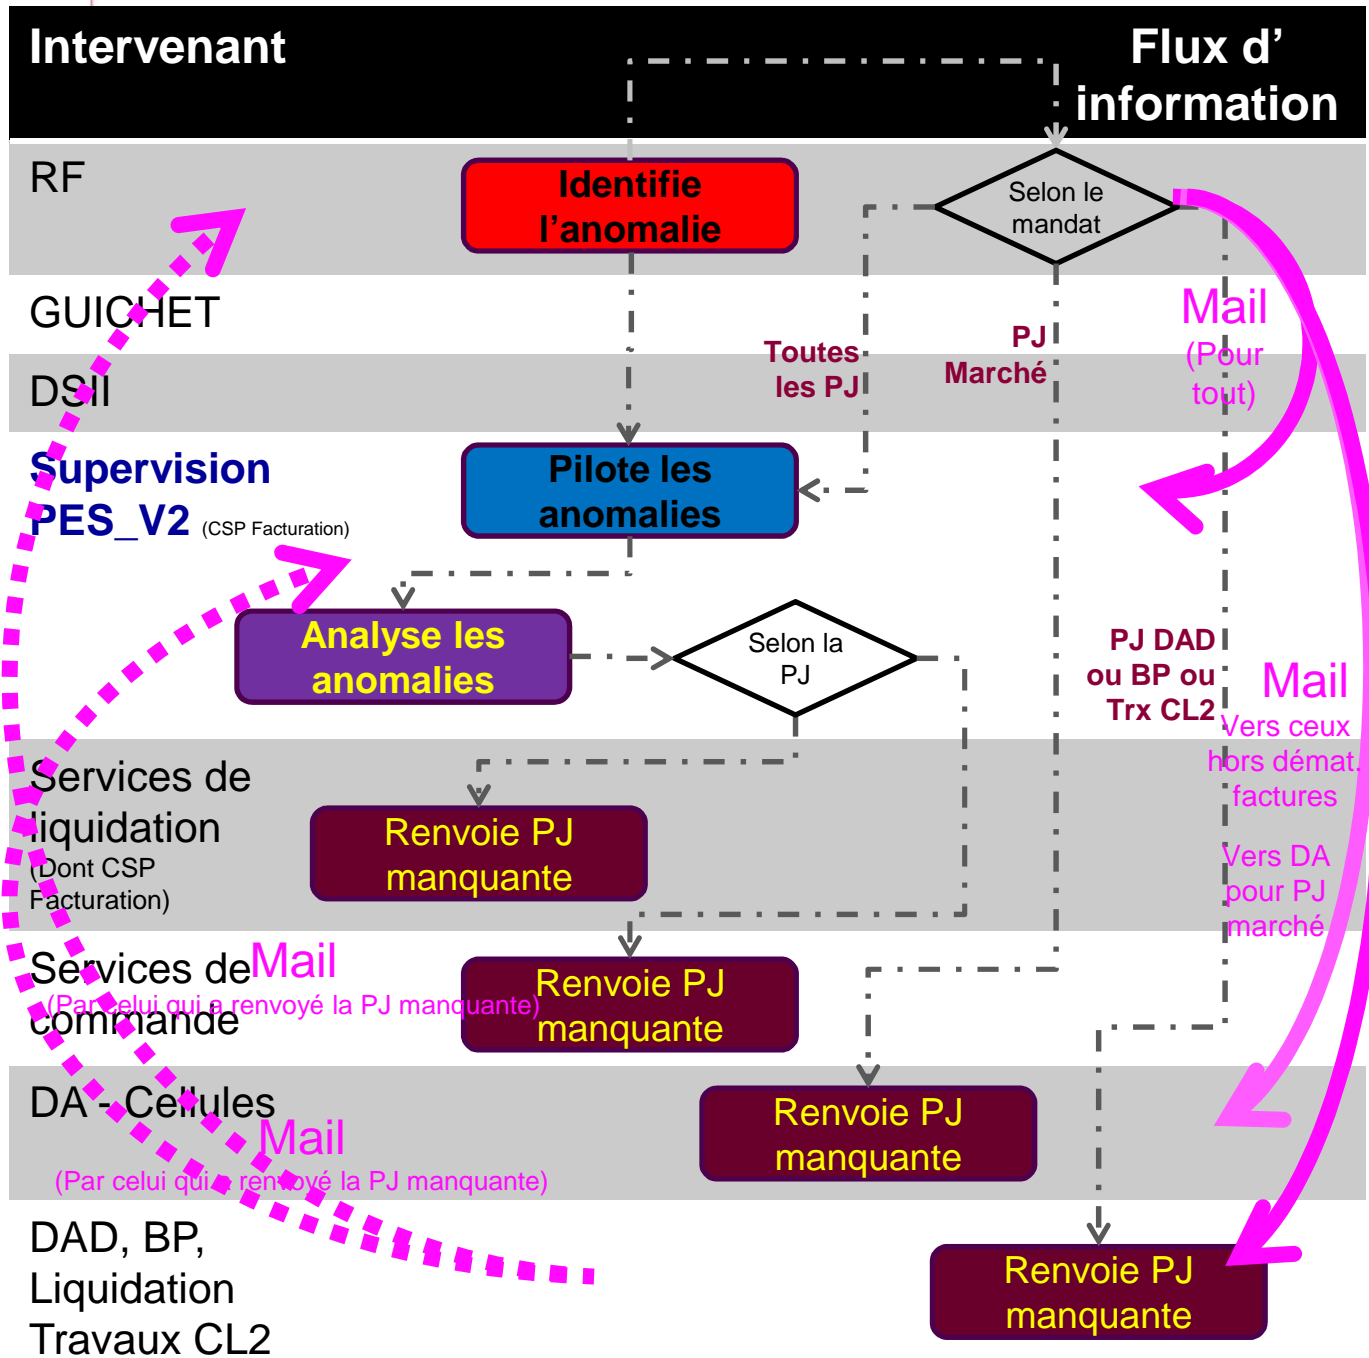 Intervenant
Flux d’
information
RF
Identifie
l’anomalie
Selon le
mandat
GUICHET
Mail
(Pour
tout)
Toutes
les PJ
PJ
Marché
DSII
Supervision
PES_V2 (CSP Facturation)
Pilote les
anomalies
Analyse les
anomalies
Selon la
PJ
PJ DAD
ou BP ou
Trx CL2
Mail
Vers ceux
hors démat.
factures
Vers DA
pour PJ
marché
Services de
liquidation
(Dont CSP
Facturation)
Renvoie PJ
manquante
Services de
commande
Mail
(Par celui qui a renvoyé la PJ manquante)
Renvoie PJ
manquante
DA - Cellules
Mail
(Par celui qui a renvoyé la PJ manquante)
Renvoie PJ
manquante
DAD, BP,
Liquidation
Travaux CL2
Renvoie PJ
manquante